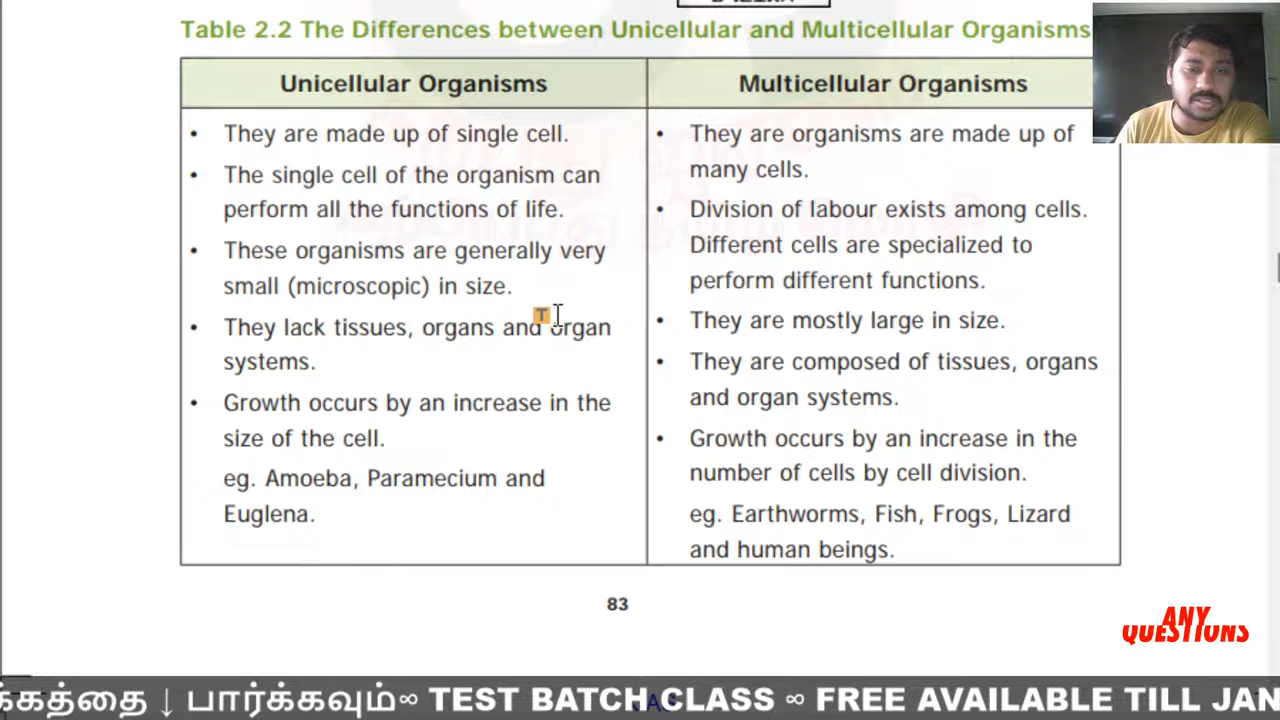 Table 2.2 The Differences between Unicellular and Multicellular Organisms
Unicellular Organisms
• They are made up of single cell.
• The single cell of the organism can
perform all the functions of life.
• These organisms are generally very
small (microscopic) in size.
• They lack tissues, organs and organ
systems.
• Growth occurs by an increase in the
size of the cell.
eg. Amoeba, Paramecium and
Euglena.
Multicellular Organisms
• They are organisms are made up of
many cells.
• Division of labour exists among cells.
Different cells are specialized to
perform different functions.
• They are mostly large in size.
• They are composed of tissues, organs
and organ systems.
• Growth occurs by an increase in the
number of cells by cell division.
eg. Earthworms, Fish, Frogs, Lizard
and human beings.
83
ANY
QUESTIONS
↓ பார்க்கவும்∞ TEST BATCH CLASS ∞ FREE AVAILABLE TILL JAN